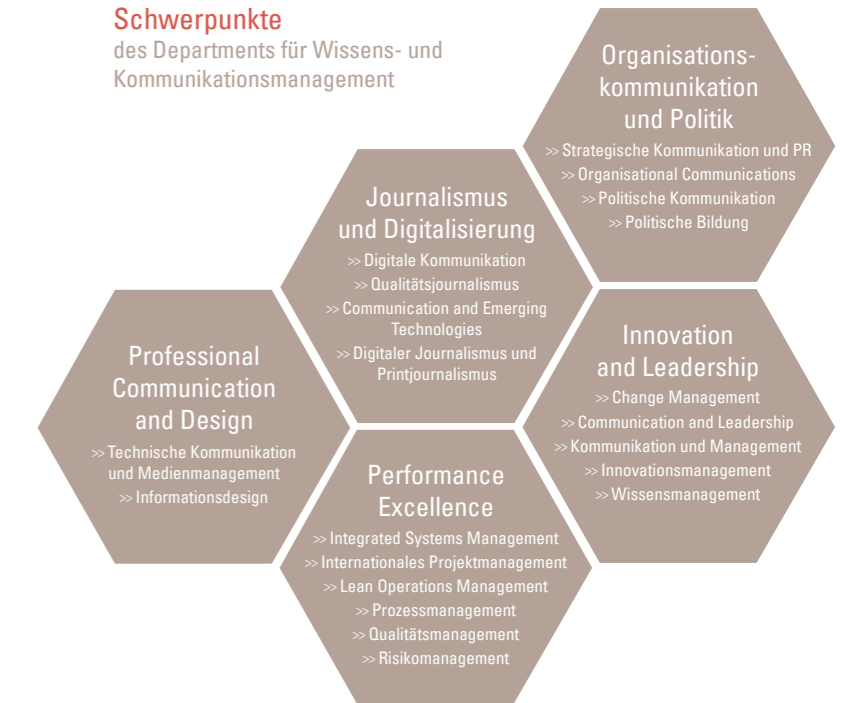 Schwerpunkte
des Departments für Wissens- und
Kommunikationsmanagement
Organisations-
kommunikation
und Politik
>> Strategische Kommunikation und PR
>> Organisational Communications
>> Politische Kommunikation
>> Politische Bildung
Journalismus
und Digitalisierung
>> Digitale Kommunikation
>> Qualitätsjournalismus
>> Communication and Emerging
Technologies
>> Digitaler Journalismus und
Printjournalismus
Professional
Communication
and Design
>> Technische Kommunikation
und Medienmanagement
>> Informationsdesign
Innovation
and Leadership
>> Change Management
>> Communication and Leadership
>> Kommunikation und Management
>> Innovationsmanagement
>> Wissensmanagement
Performance
Excellence
>> Integrated Systems Management
>> Internationales Projektmanagement
>> Lean Operations Management
>> Prozessmanagement
>> Qualitätsmanagement
>> Risikomanagement